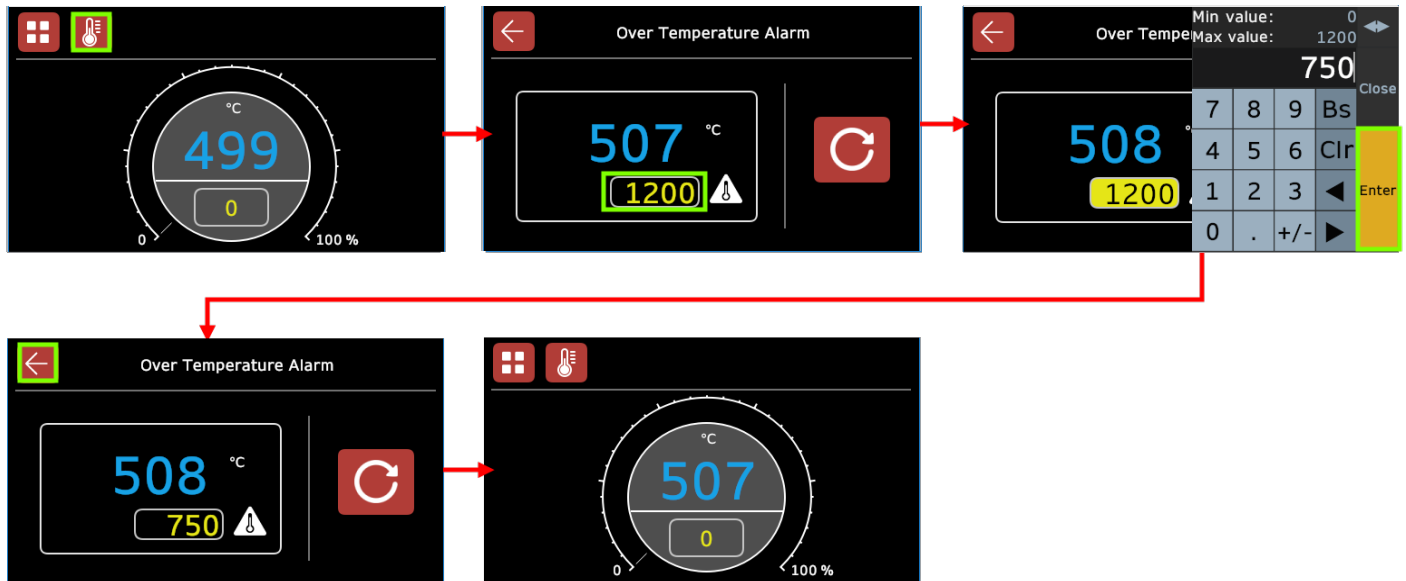 °C
499
0
0
100 %
Over Temperature Alarm
507 °C
1200
Over Tempe
508
1200
Min value: 0
Max value: 1200
750
Close
7 8 9 Bs
4 5 6 Clr
1 2 3
Enter
0 . +/-
Over Temperature Alarm
508 °C
750
°C
507
0
0
100 %